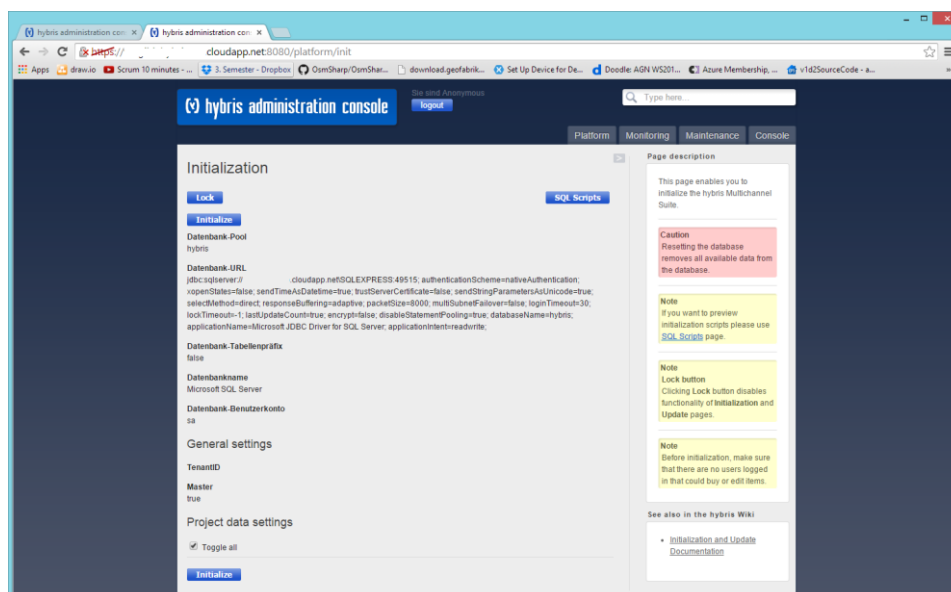 hybris administration con
hybris administration con
https://
cloudapp.net:8080/platform/init
Apps
draw.io
Scrum 10 minutes - ...
3. Semester - Dropbox
OsmSharp/OsmShar...
download.geofabrik...
Set Up Device for De...
Doodle: AGN WS201...
Azure Membership, ...
v1d2SourceCode - a...
(y) hybris administration console
Sie sind Anonymous
logout
Type here...
Platform
Monitoring
Maintenance
Console
Initialization
Lock
SQL Scripts
Initialize
Datenbank-Pool
hybris
Datenbank-URL
jdbc:sqlserver://
.cloudapp.net\SQLEXPRESS:49515; authenticationScheme=nativeAuthentication;
xopenStates=false; sendTimeAsDatetime=true; trustServerCertificate=false; sendStringParametersAsUnicode=true;
selectMethod=direct; responseBuffering=adaptive; packetSize=8000; multiSubnetFailover=false; loginTimeout=30;
lockTimeout=-1; lastUpdateCount=true; encrypt=false; disableStatementPooling=true; databaseName=hybris;
applicationName=Microsoft JDBC Driver for SQL Server; applicationIntent=readwrite;
Datenbank-Tabellenpräfix
false
Datenbankname
Microsoft SQL Server
Datenbank-Benutzerkonto
sa
General settings
TenantID
Master
true
Project data settings
Toggle all
Initialize
Page description
This page enables you to
initialize the hybris Multichannel
Suite.
Caution
Resetting the database
removes all available data from
the database.
Note
If you want to preview
initialization scripts please use
SQL Scripts page.
Note
Lock button
Clicking Lock button disables
functionality of Initialization and
Update pages.
Note
Before initialization, make sure
that there are no users logged
in that could buy or edit items.
See also in the hybris Wiki
Initialization and Update
Documentation